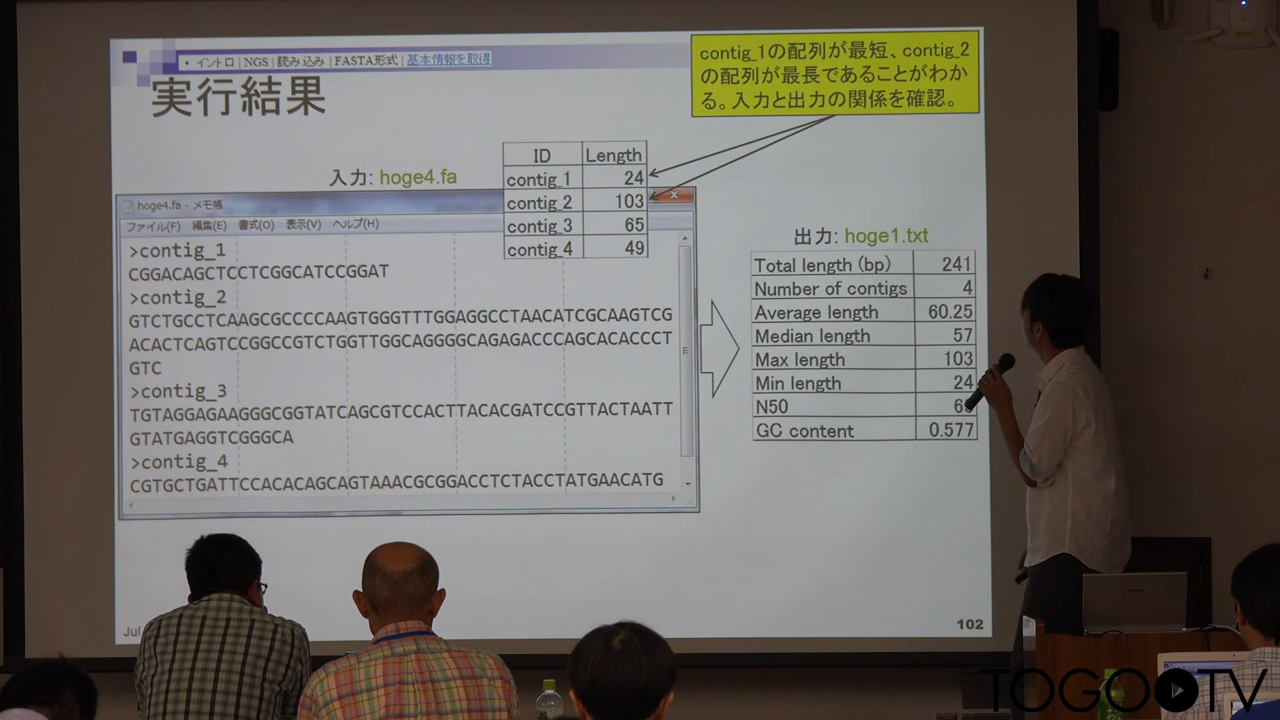 • イントロ | NGS | 読み込み | FASTA形式 | 基本情報を取得
実行結果
contig_1の配列が最短、contig_2
の配列が最長であることがわか
る。入力と出力の関係を確認。
入力: hoge4.fa
ID Length
contig_1 24
contig_2 103
contig_3 65
contig_4 49
hoge4.fa - メモ帳
ファイル(F) 編集(E) 書式(O) 表示(V) ヘルプ(H)
>contig_1
CGGACAGCTCCTCGGCATCCGGAT
>contig_2
GTCTGCCTCAAGCGCCCCAAGTGGGTTTGGAGGCCTAACATCGCAAGTCG
ACACTCAGTCCGGCCGTCTGGTTGGCAGGGGCAGAGACCCAGCACACCCT
GTC
>contig_3
TGTAGGAGAAGGGCGGTATCAGCGTCCACTTACACGATCCGTTACTAATT
GTATGAGGTCGGGCA
>contig_4
CGTGCTGATTCCACACAGCAGTAAACGCGGACCTCTACCTATGAACATG
出力: hoge1.txt
Total length (bp) 241
Number of contigs 4
Average length 60.25
Median length 57
Max length 103
Min length 24
N50
GC content 0.577
Jul
102
TOGO TV